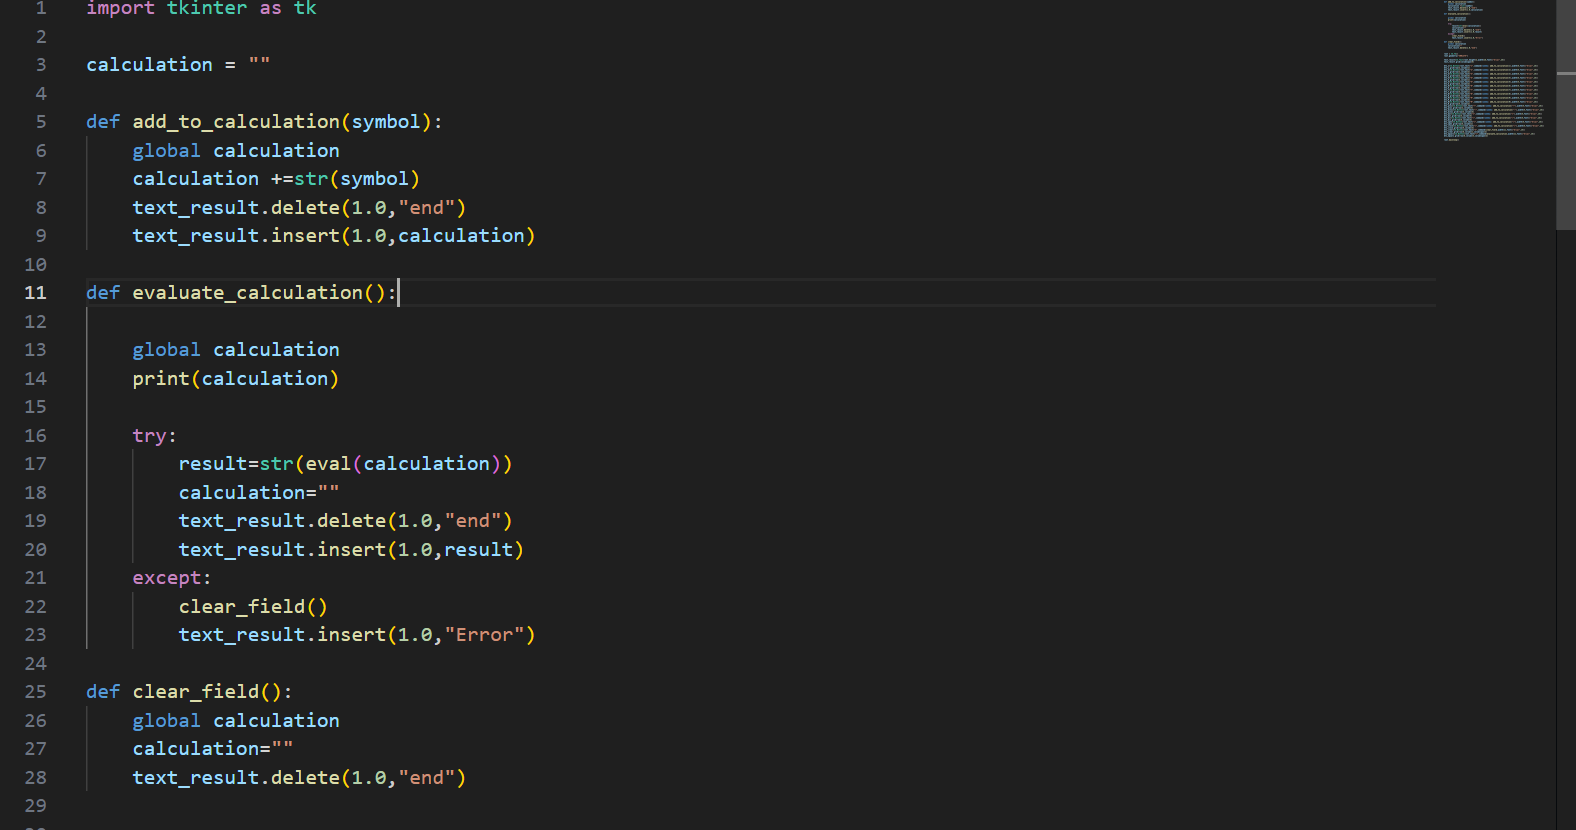 1 import tkinter as tk
2
3 calculation = ""
4
5 def add_to_calculation(symbol):
6     global calculation
7     calculation +=str(symbol)
8     text_result.delete(1.0,"end")
9     text_result.insert(1.0,calculation)
10
11 def evaluate_calculation():
12
13     global calculation
14     print(calculation)
15
16     try:
17         result=str(eval(calculation))
18         calculation=""
19         text_result.delete(1.0,"end")
20         text_result.insert(1.0,result)
21     except:
22         clear_field()
23         text_result.insert(1.0,"Error")
24
25 def clear_field():
26     global calculation
27     calculation=""
28     text_result.delete(1.0,"end")
29